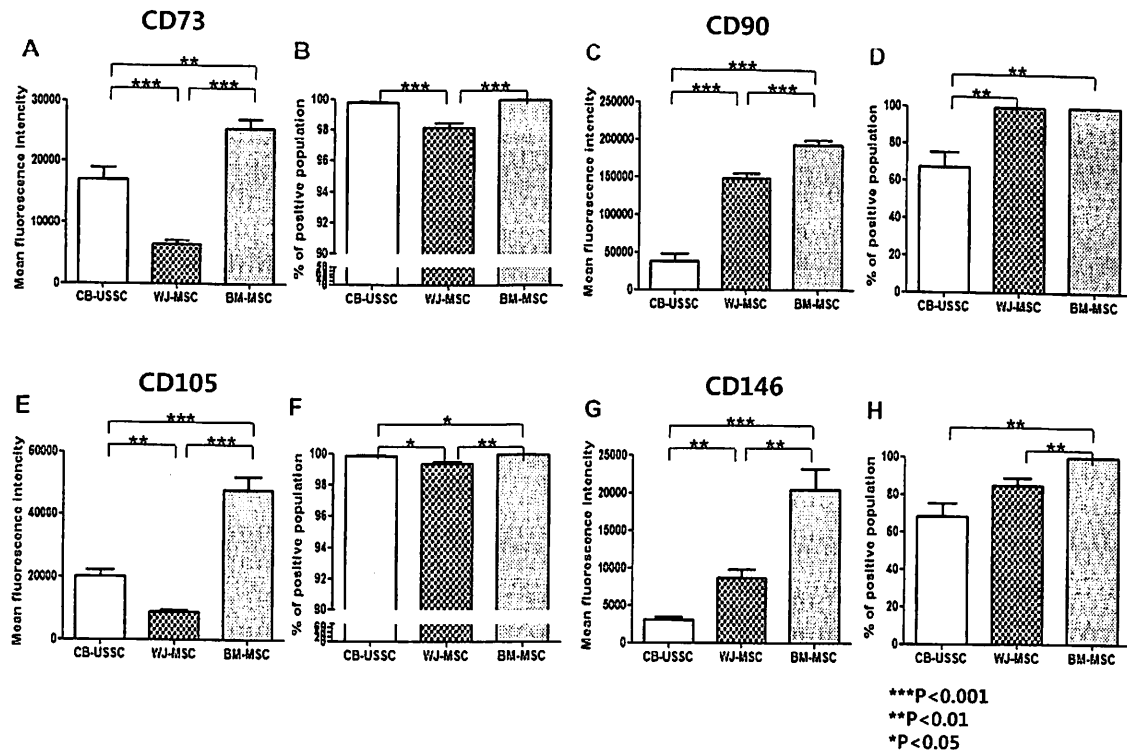 CD73
CD90
A
**
***
***
Mean fluorescence intencity
30000
20000
10000
0
CB-USSC WJ-MSC BM-MSC
B
***
***
% of positive population
100
98
96
94
92
CB-USSC WJ-MSC BM-MSC
C
***
***
***
Mean fluorescence intencity
250000
200000
150000
100000
50000
0
CB-USSC WJ-MSC BM-MSC
D
**
**
% of positive population
100
80
60
40
20
0
CB-USSC WJ-MSC BM-MSC
CD105
CD146
E
***
**
***
Mean fluorescence intencity
60000
40000
20000
0
CB-USSC WJ-MSC BM-MSC
F
*
*
**
% of positive population
100
98
96
94
92
CB-USSC WJ-MSC BM-MSC
G
***
**
**
Mean fluorescence intencity
25000
20000
15000
10000
5000
0
CB-USSC WJ-MSC BM-MSC
H
**
**
% of positive population
100
80
60
40
20
0
CB-USSC WJ-MSC BM-MSC
***P<0.001
**P<0.01
*P<0.05